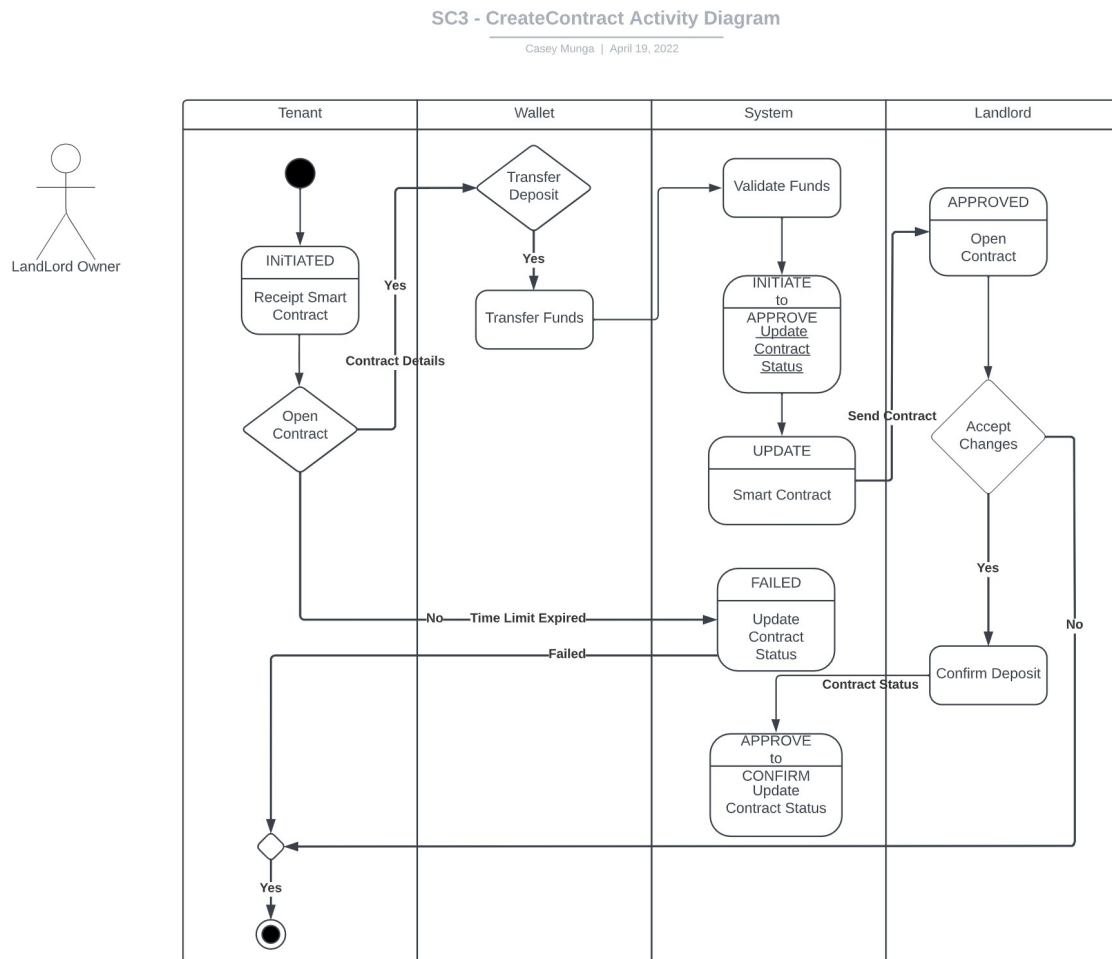 SC3 - CreateContract Activity Diagram
Casey Munga | April 19, 2022
Tenant
Wallet
System
Landlord
LandLord Owner
INiTIATED
Receipt Smart
Contract
Open
Contract
Yes
Contract Details
Transfer
Deposit
Yes
Transfer Funds
Validate Funds
INITIATE
to
APPROVE
Update
Contract
Status
UPDATE
Smart Contract
Send Contract
APPROVED
Open
Contract
Accept
Changes
Yes
No
Confirm Deposit
No
Time Limit Expired
FAILED
Update
Contract
Status
Failed
Contract Status
APPROVE
to
CONFIRM
Update
Contract Status
Yes